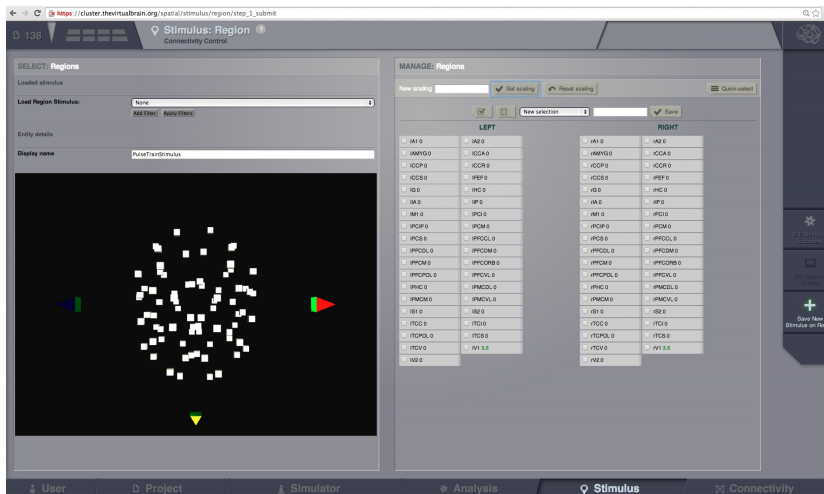 https://cluster.thevirtualbrain.org/spatial/stimulus/region/step_1_submit
138
Stimulus: Region
Connectivity Control
SELECT: Regions
Loaded stimulus
Load Region Stimulus: None
Add Filter Apply Filters
Entity details
Display name PulseTrainStimulus
MANAGE: Regions
New scaling Set scaling Reset scaling Quick-select
New selection Save
LEFT RIGHT
lA1 0 lA2 0 rA1 0 rA2 0
lAMYG 0 lCCA 0 rAMYG 0 rCCA 0
lCCP 0 lCCR 0 rCCP 0 rCCR 0
lCCS 0 lFEF 0 rCCS 0 rFEF 0
lG 0 lHC 0 rG 0 rHC 0
lIA 0 lIP 0 rIA 0 rIP 0
lM1 0 lPCI 0 rM1 0 rPCI 0
lPCIP 0 lPCM 0 rPCIP 0 rPCM 0
lPCS 0 lPFCCL 0 rPCS 0 rPFCCL 0
lPFCDL 0 lPFCDM 0 rPFCDL 0 rPFCDM 0
lPFCM 0 lPFCORB 0 rPFCM 0 rPFCORB 0
lPFCPOL 0 lPFCVL 0 rPFCPOL 0 rPFCVL 0
lPHC 0 lPMCDL 0 rPHC 0 rPMCDL 0
lPMCM 0 lPMCVL 0 rPMCM 0 rPMCVL 0
lS1 0 lS2 0 rS1 0 rS2 0
lTCC 0 lTCI 0 rTCC 0 rTCI 0
lTCPOL 0 lTCS 0 rTCPOL 0 rTCS 0
lTCV 0 lV1 3.5 rTCV 0 rV1 3.5
lV2 0 rV2 0
Save New
Stimulus on Re
User Project Simulator Analysis Stimulus Connectivity